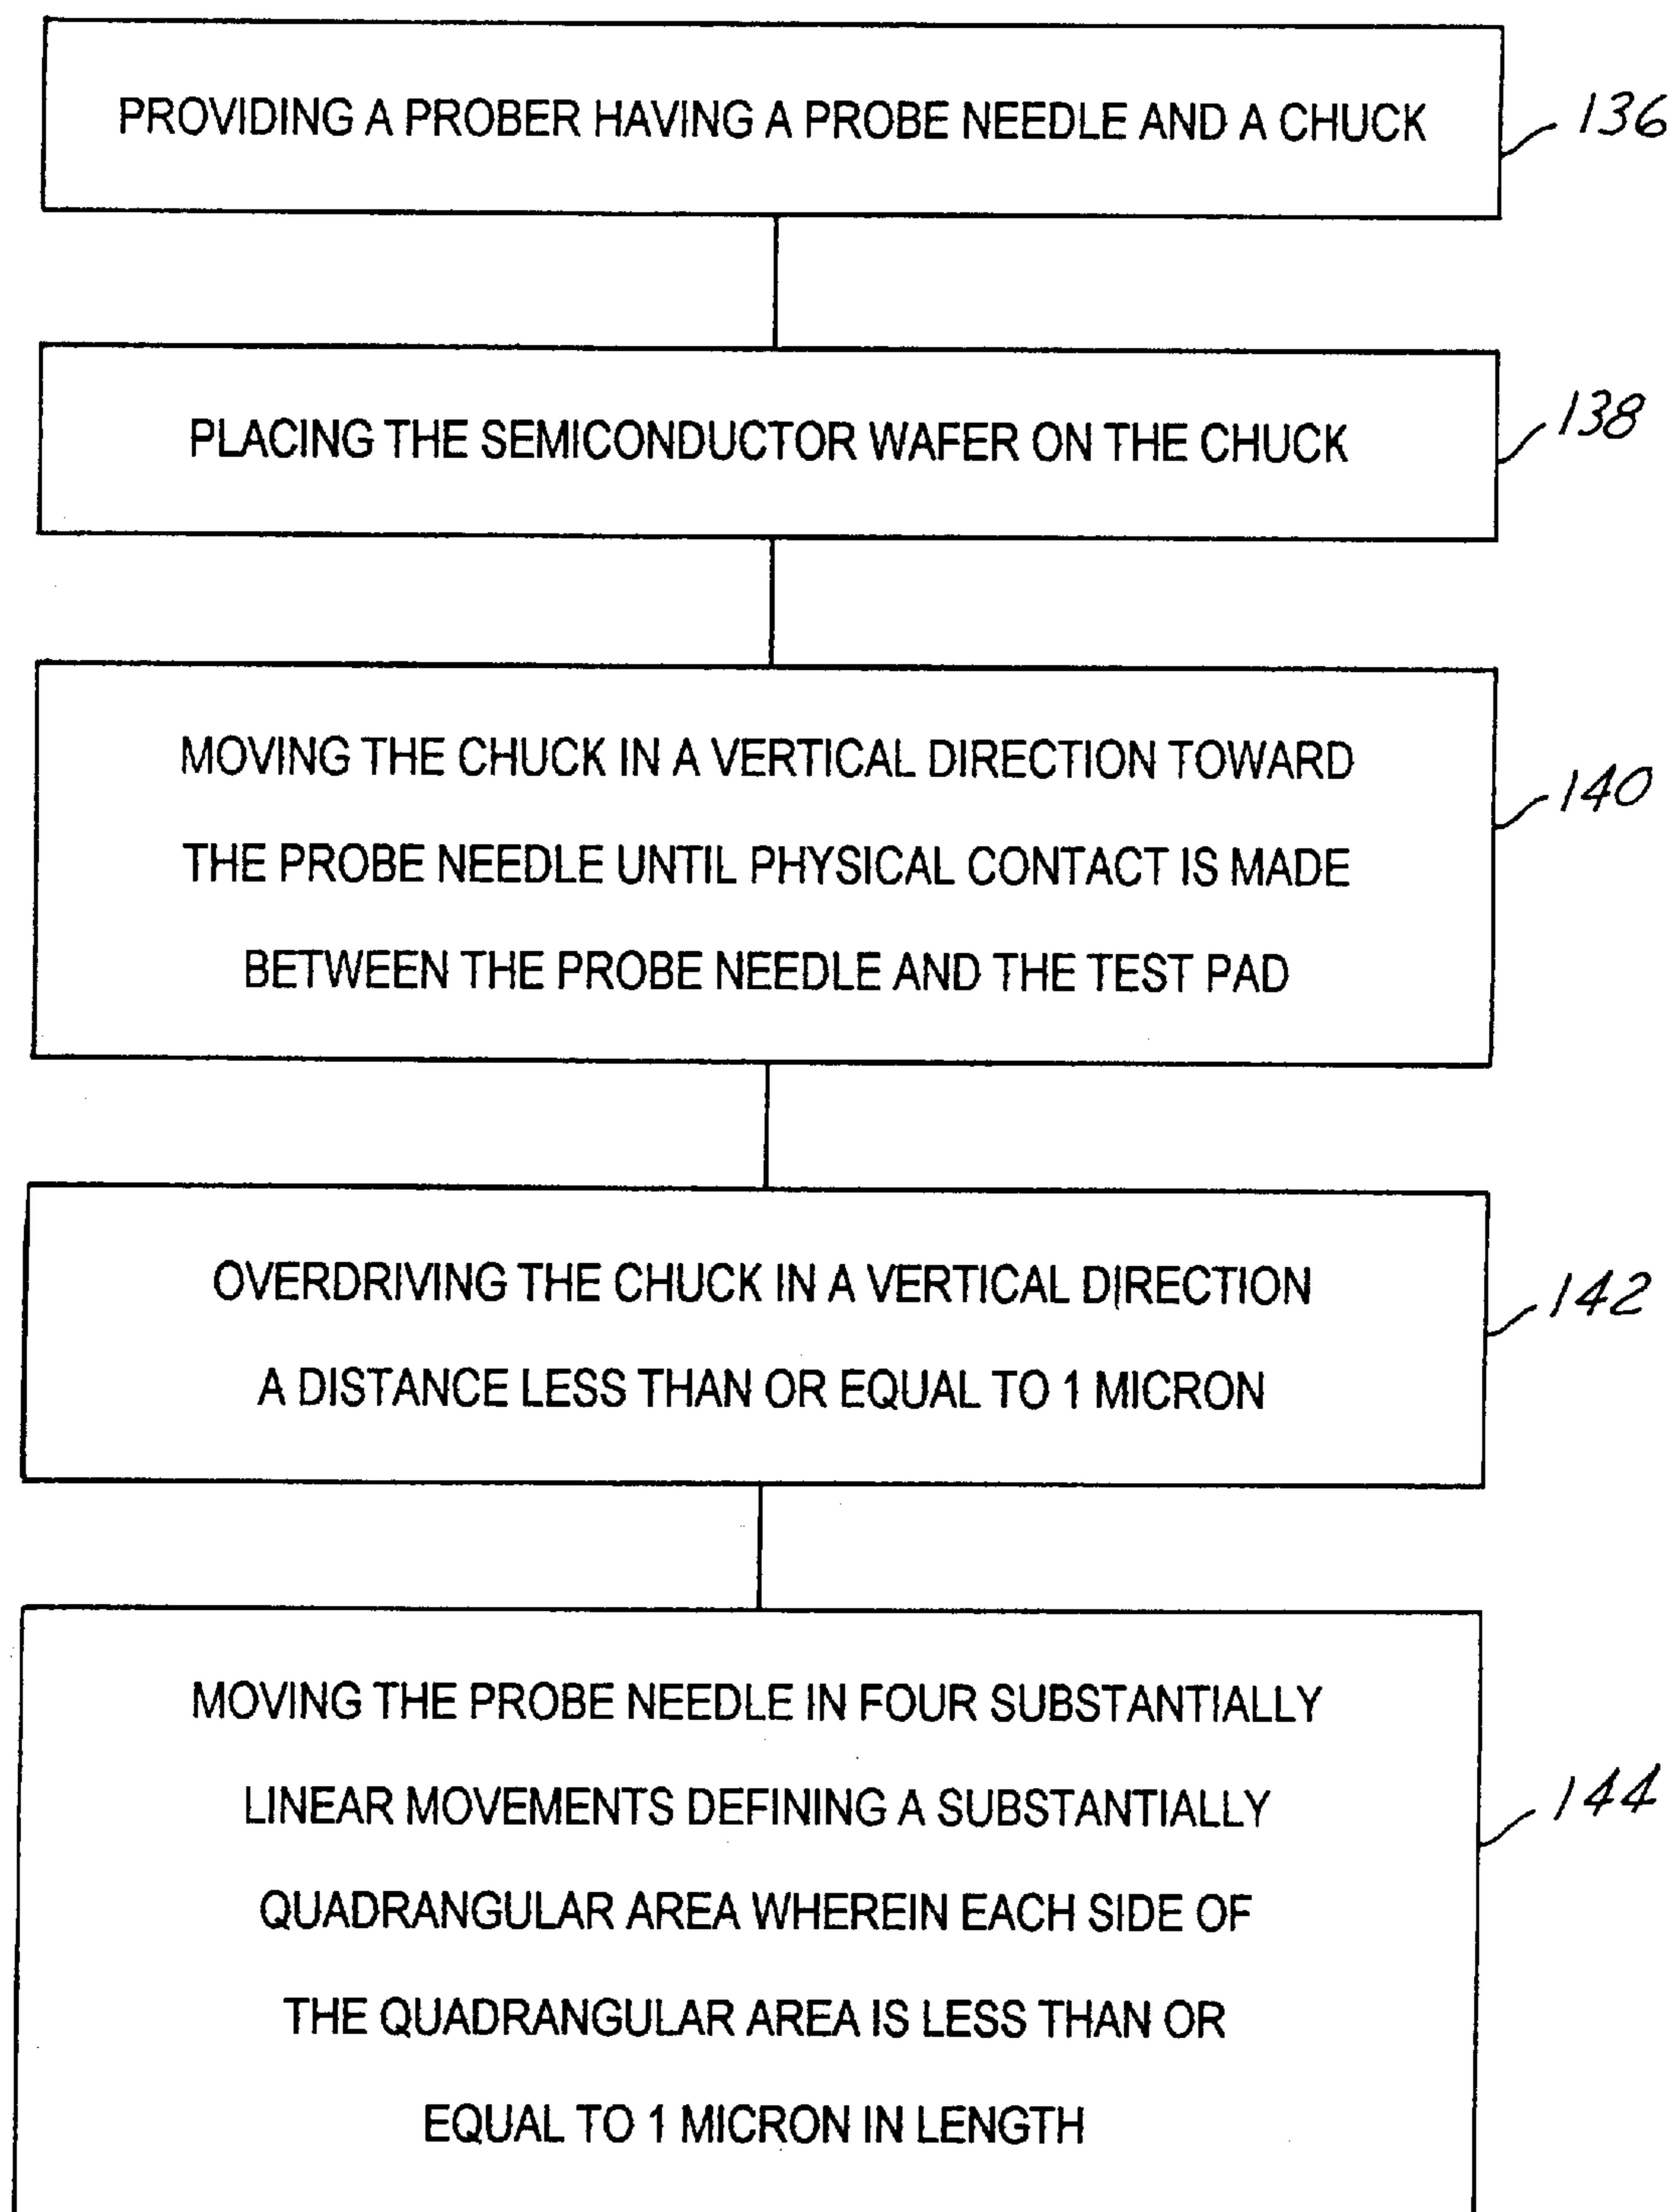 PROVIDING A PROBER HAVING A PROBE NEEDLE AND A CHUCK
136
PLACING THE SEMICONDUCTOR WAFER ON THE CHUCK
138
MOVING THE CHUCK IN A VERTICAL DIRECTION TOWARD
THE PROBE NEEDLE UNTIL PHYSICAL CONTACT IS MADE
BETWEEN THE PROBE NEEDLE AND THE TEST PAD
140
OVERDRIVING THE CHUCK IN A VERTICAL DIRECTION
A DISTANCE LESS THAN OR EQUAL TO 1 MICRON
142
MOVING THE PROBE NEEDLE IN FOUR SUBSTANTIALLY
LINEAR MOVEMENTS DEFINING A SUBSTANTIALLY
QUADRANGULAR AREA WHEREIN EACH SIDE OF
THE QUADRANGULAR AREA IS LESS THAN OR
EQUAL TO 1 MICRON IN LENGTH
144